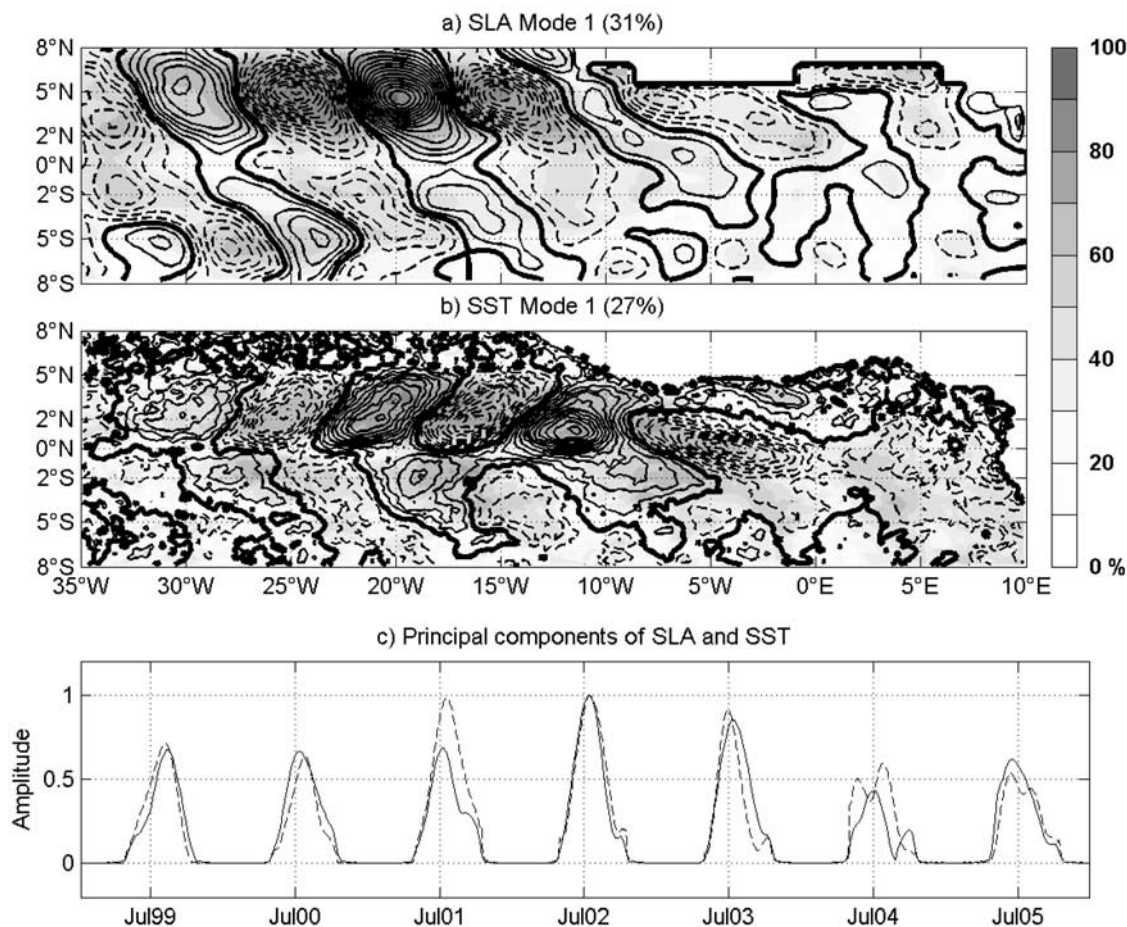 a) SLA Mode 1 (31%)
8°N
5°N
2°N
0°N
2°S
5°S
8°S
100
80
60
40
20
0 %
b) SST Mode 1 (27%)
8°N
5°N
2°N
0°N
2°S
5°S
8°S
35°W 30°W 25°W 20°W 15°W 10°W 5°W 0°E 5°E 10°E
c) Principal components of SLA and SST
Amplitude
1
0.5
0
Jul99 Jul00 Jul01 Jul02 Jul03 Jul04 Jul05